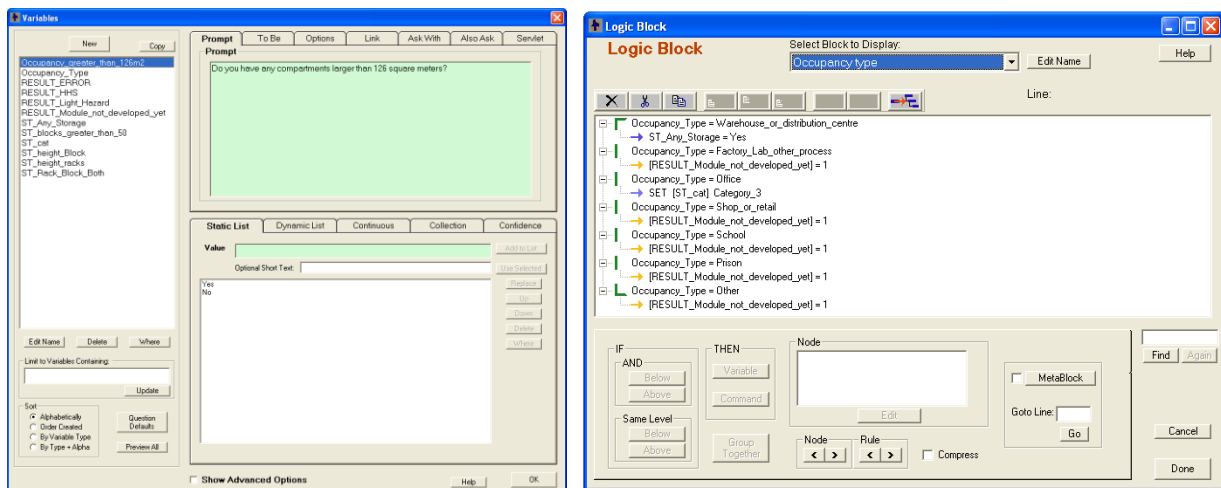 Variables
New
Copy
Occupancy_greater_than_126m2
Occupancy_Type
RESULT_ERROR
RESULT_HHS
RESULT_Light_Hazard
RESULT_Module_not_developed_yet
ST_Any_Storage
ST_blocks_greater_than_50
ST_cat
ST_height_Block
ST_height_racks
ST_Rack_Block_Both
Edit Name Delete Where
Limit to Variables Containing:
Update
Sort
Alphabetically
Order Created
By Variable Type
By Type + Alpha
Question Defaults
Preview All
Prompt To Be Options Link Ask With Also Ask Servlet
Prompt
Do you have any compartments larger than 126 square meters?
Static List Dynamic List Continuous Collection Confidence
Value
Add to List
Optional Short Text:
Use Selected
Yes
No
Replace
Up
Down
Delete
Where
Show Advanced Options
Help
OK
Logic Block
Logic Block
Select Block to Display:
Occupancy type
Edit Name
Help
Line:
Occupancy_Type = Warehouse_or_distribution_centre
ST_Any_Storage = Yes
Occupancy_Type = Factory_Lab_other_process
[RESULT_Module_not_developed_yet] = 1
Occupancy_Type = Office
SET [ST_cat] Category_3
Occupancy_Type = Shop_or_retail
[RESULT_Module_not_developed_yet] = 1
Occupancy_Type = School
[RESULT_Module_not_developed_yet] = 1
Occupancy_Type = Prison
[RESULT_Module_not_developed_yet] = 1
Occupancy_Type = Other
[RESULT_Module_not_developed_yet] = 1
IF
AND
Below
Above
Same Level
Below
Above
THEN
Variable
Command
Group Together
Node
Edit
Node
< >
Rule
< >
Compress
MetaBlock
Goto Line:
Go
Find Again
Cancel
Done